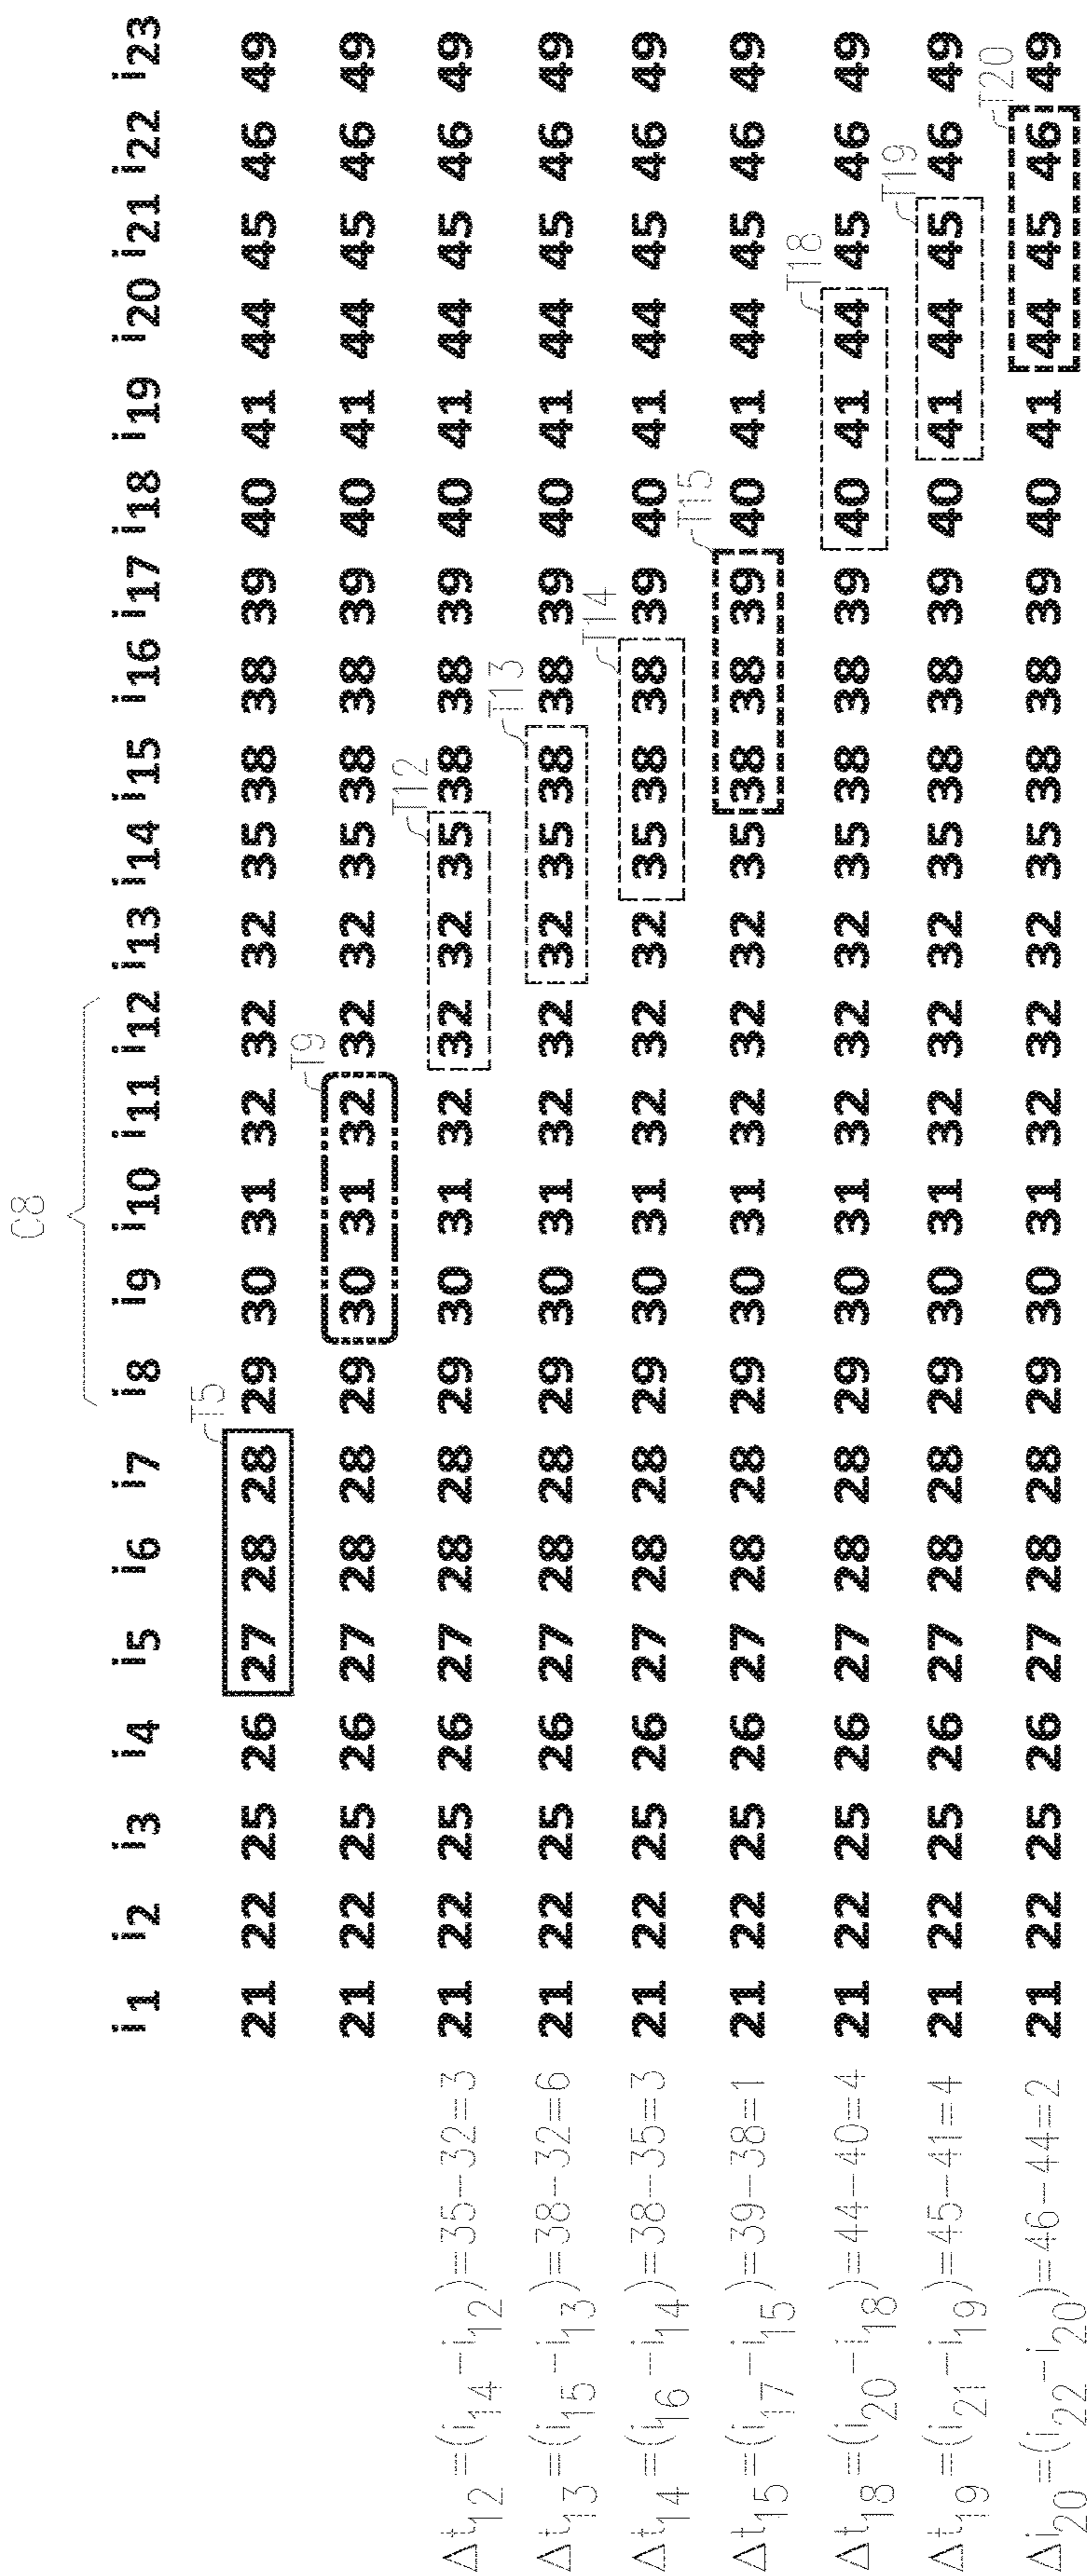 C8
i1 i2 i3 i4 i5 i6 i7 i8 i9 i10 i11 i12 i13 i14 i15 i16 i17 i18 i19 i20 i21 i22 i23
T5
21 22 25 26 27 28 28 29 30 31 32 32 32 35 38 38 39 40 41 44 45 46 49
T9
21 22 25 26 27 28 28 29 30 31 32 32 32 35 38 38 39 40 41 44 45 46 49
T12
Δt12=(i14-i12)=35-32=3 21 22 25 26 27 28 28 29 30 31 32 32 32 35 38 38 39 40 41 44 45 46 49
T13
Δt13=(i15-i13)=38-32=6 21 22 25 26 27 28 28 29 30 31 32 32 32 35 38 38 39 40 41 44 45 46 49
T14
Δt14=(i16-i14)=38-35=3 21 22 25 26 27 28 28 29 30 31 32 32 32 35 38 38 39 40 41 44 45 46 49
T15
Δt15=(i17-i15)=39-38=1 21 22 25 26 27 28 28 29 30 31 32 32 32 35 38 38 39 40 41 44 45 46 49
T18
Δt18=(i20-i18)=44-40=4 21 22 25 26 27 28 28 29 30 31 32 32 32 35 38 38 39 40 41 44 45 46 49
T19
Δt19=(i21-i19)=45-41=4 21 22 25 26 27 28 28 29 30 31 32 32 32 35 38 38 39 40 41 44 45 46 49
T20
Δi20=(i22-i20)=46-44=2 21 22 25 26 27 28 28 29 30 31 32 32 32 35 38 38 39 40 41 44 45 46 49